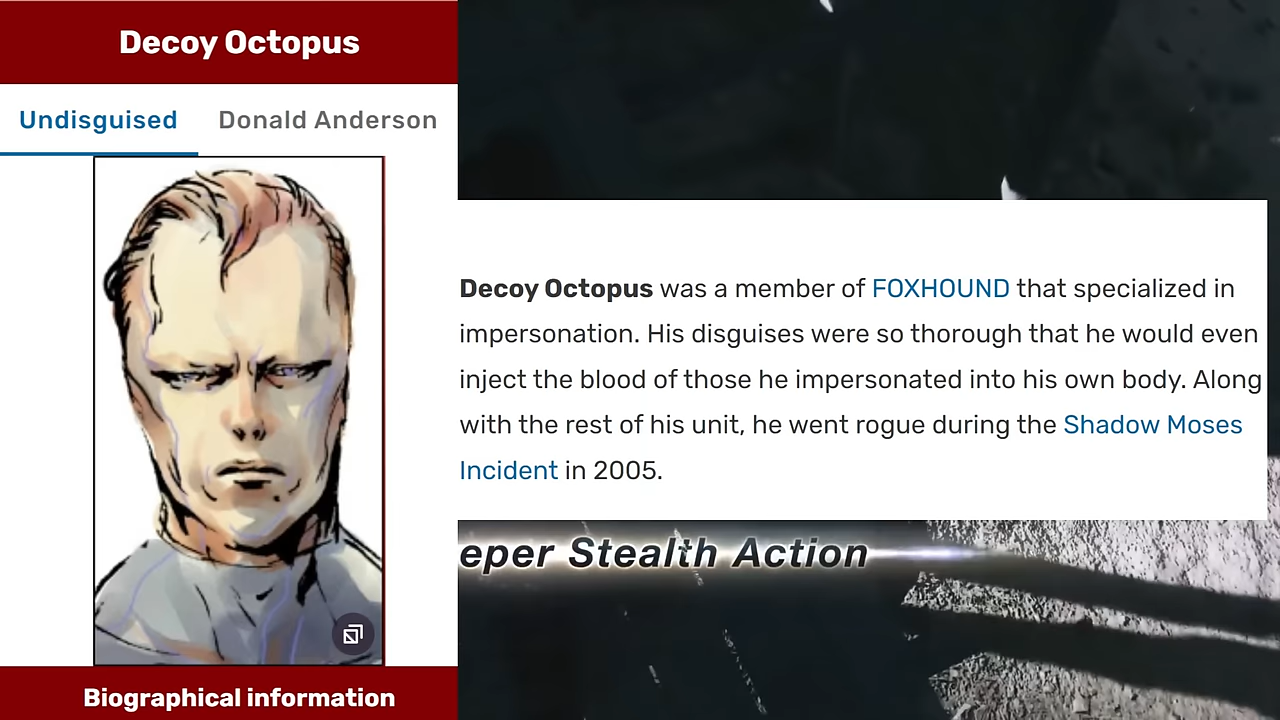 Decoy Octopus
Undisguised Donald Anderson
Decoy Octopus was a member of FOXHOUND that specialized in
impersonation. His disguises were so thorough that he would even
inject the blood of those he impersonated into his own body. Along
with the rest of his unit, he went rogue during the Shadow Moses
Incident in 2005.
eper Stealth Action
Biographical information